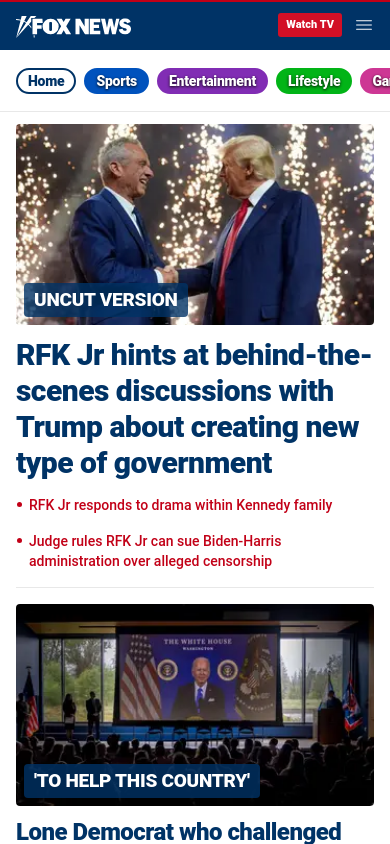 FOX NEWS
Watch TV
Home
Sports
Entertainment
Lifestyle
UNCUT VERSION
RFK Jr hints at behind-the-
scenes discussions with
Trump about creating new
type of government
• RFK Jr responds to drama within Kennedy family
• Judge rules RFK Jr can sue Biden-Harris
administration over alleged censorship
THE WHITE HOUSE
WASHINGTON
'TO HELP THIS COUNTRY'
Lone Democrat who challenged